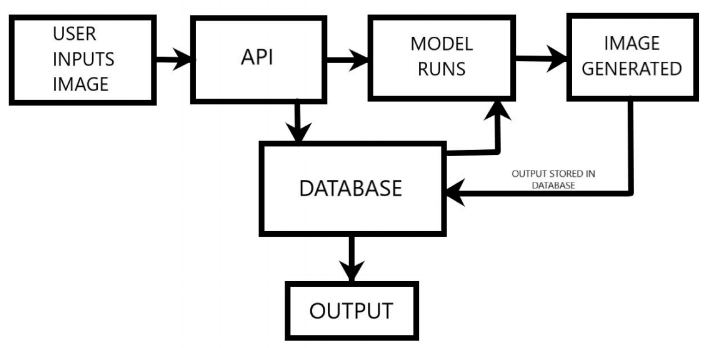 USER
INPUTS
IMAGE
API
MODEL
RUNS
IMAGE
GENERATED
DATABASE
OUTPUT STORED IN
DATABASE
OUTPUT